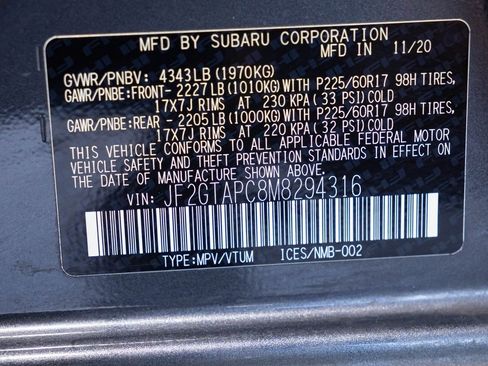 MFD BY SUBARU CORPORATION
MFD IN 11/20
GVWR/PNBV: 4343LB(1970KG)
GAWR/PNBE:FRONT- 2227LB(1010KG)WITH P225/60R17 98H TIRES,
17X7J RIMS AT 230 KPA( 33 PSI)COLD
GAWR/PNBE:REAR - 2205LB(1000KG)WITH P225/60R17 98H TIRES,
17X7J RIMS AT 220 KPA( 32 PSI)COLD
THIS VEHICLE CONFORMS TO ALL APPLICABLE FEDERAL MOTOR
VEHICLE SAFETY AND THEFT PREVENTION STANDARDS IN EFFECT ON THE
DATE OF MANUFACTURE SHOWN ABOVE.
VIN: JF2GTAPC8M8294316
TYPE:MPV/VTUM ICES/NMB-002